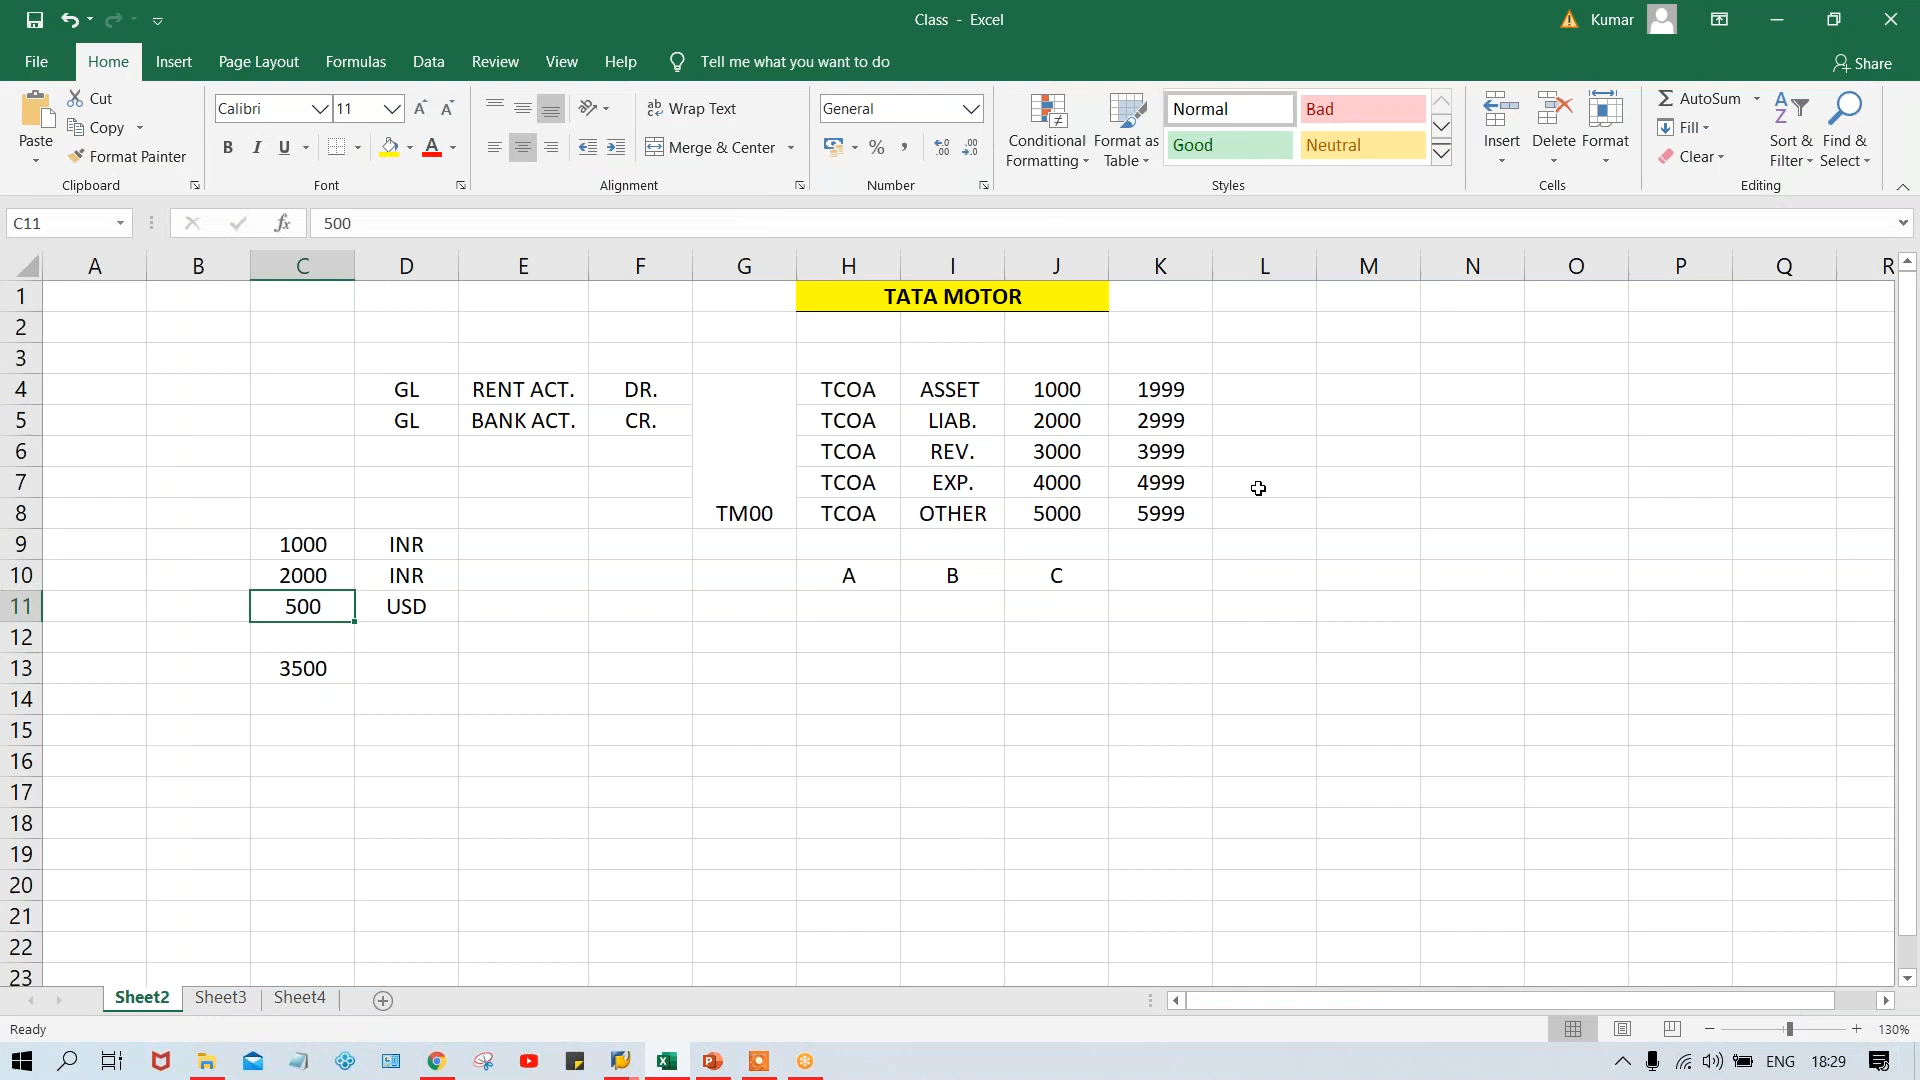 Class - Excel
Kumar
File Home Insert Page Layout Formulas Data Review View Help Tell me what you want to do Share
Paste
Cut
Copy
Format Painter
Clipboard
Calibri 11
B I U
A
Font
Wrap Text
Merge & Center
Alignment
General
%
Number
Conditional Formatting
Format as Table
Normal Bad
Good Neutral
Styles
Insert Delete Format
Cells
AutoSum
Fill
Clear
Sort & Filter
Find & Select
Editing
C11 fx 500
A B C D E F G H I J K L M N O P Q R
1 TATA MOTOR
2
3
4 GL RENT ACT. DR. TCOA ASSET 1000 1999
5 GL BANK ACT. CR. TCOA LIAB. 2000 2999
6 TCOA REV. 3000 3999
7 TCOA EXP. 4000 4999
8 TM00 TCOA OTHER 5000 5999
9 1000 INR
10 2000 INR A B C
11 500 USD
12
13 3500
14
15
16
17
18
19
20
21
22
23
Sheet2 Sheet3 Sheet4
Ready 130%
ENG 18:29